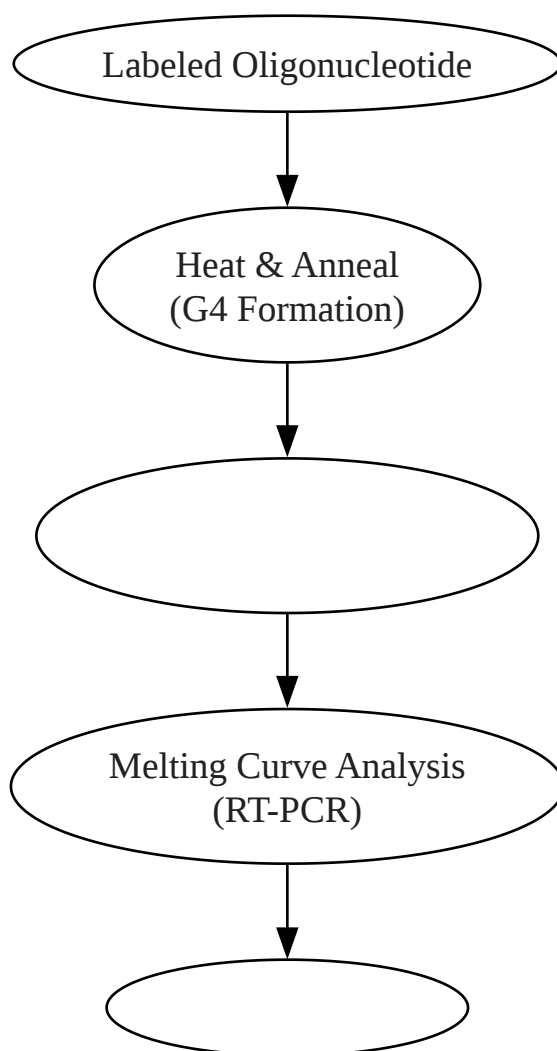 Labeled Oligonucleotide
Heat & Anneal
(G4 Formation)
Melting Curve Analysis
(RT-PCR)